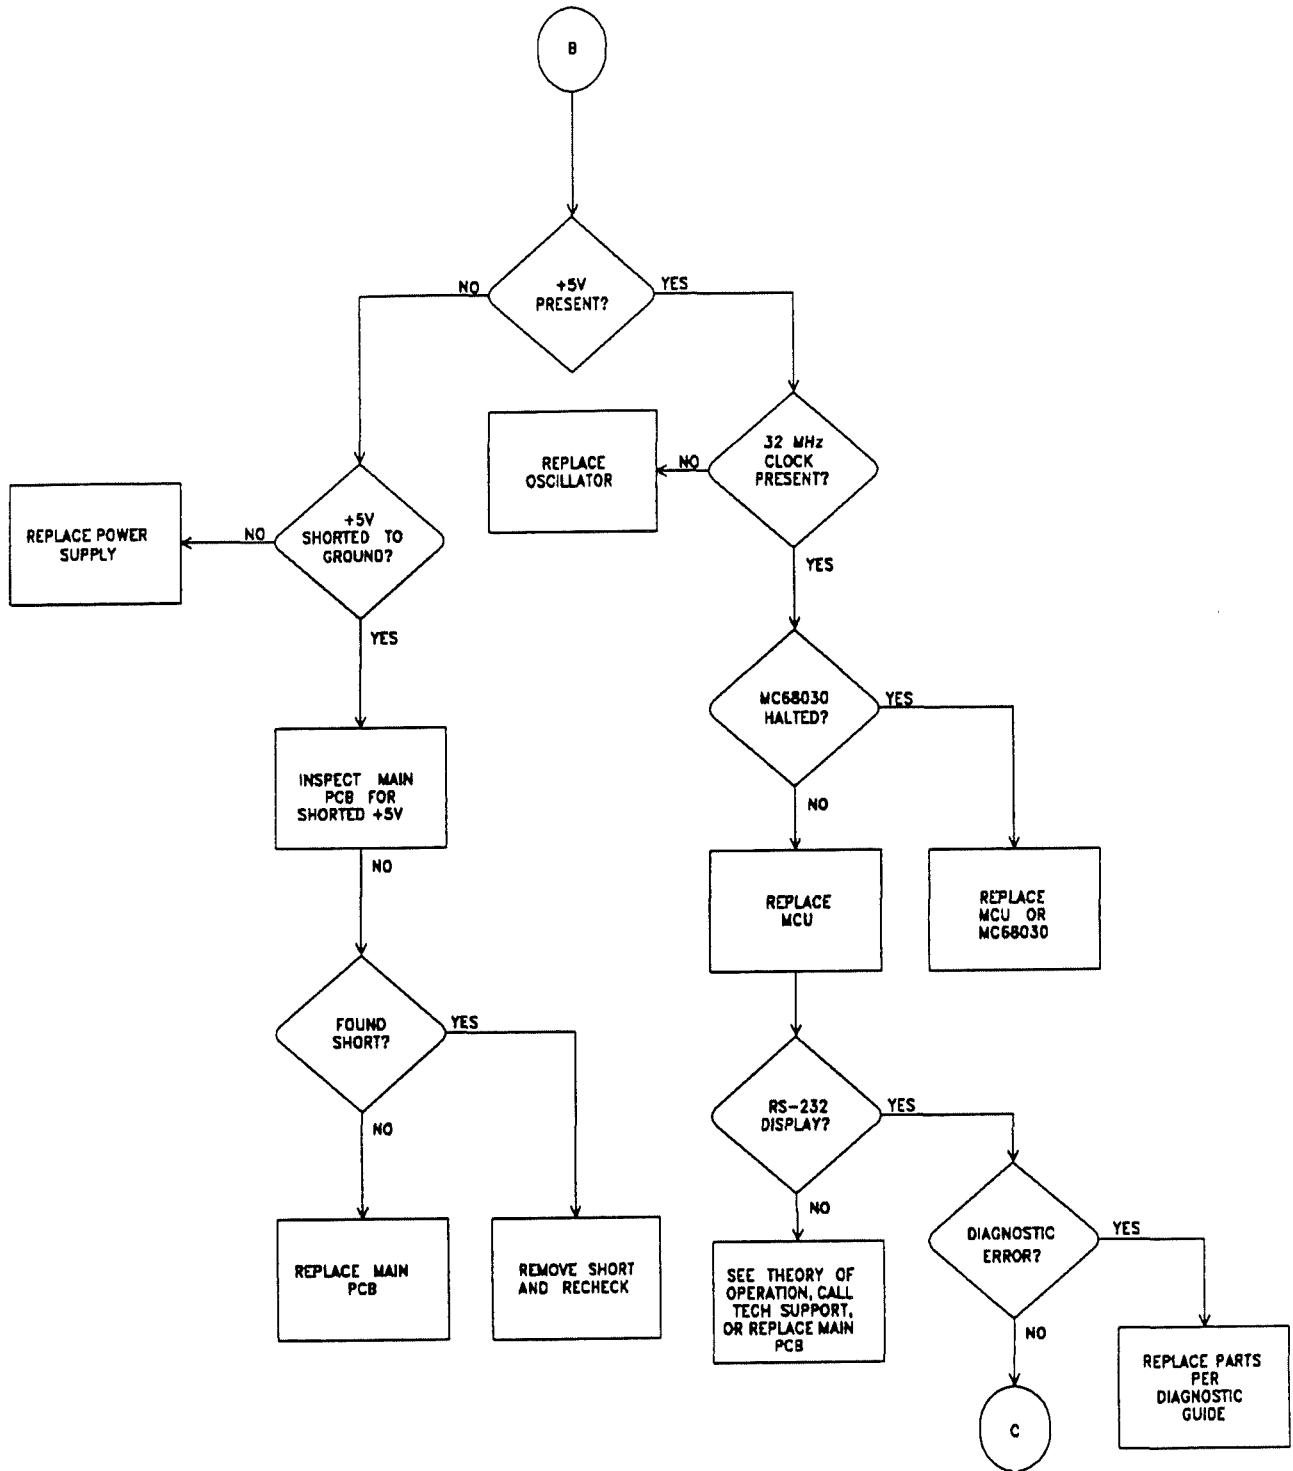 B
+5V
PRESENT?
NO
YES
32 MHz
CLOCK
PRESENT?
NO
REPLACE
OSCILLATOR
YES
+5V
SHORTED TO
GROUND?
NO
REPLACE POWER
SUPPLY
YES
MC68030
HALTED?
YES
NO
INSPECT MAIN
PCB FOR
SHORTED +5V
NO
REPLACE
MCU
REPLACE
MCU OR
MC68030
FOUND
SHORT?
YES
NO
RS-232
DISPLAY?
YES
NO
DIAGNOSTIC
ERROR?
YES
NO
REPLACE MAIN
PCB
REMOVE SHORT
AND RECHECK
SEE THEORY OF
OPERATION, CALL
TECH SUPPORT,
OR REPLACE MAIN
PCB
REPLACE PARTS
PER
DIAGNOSTIC
GUIDE
C